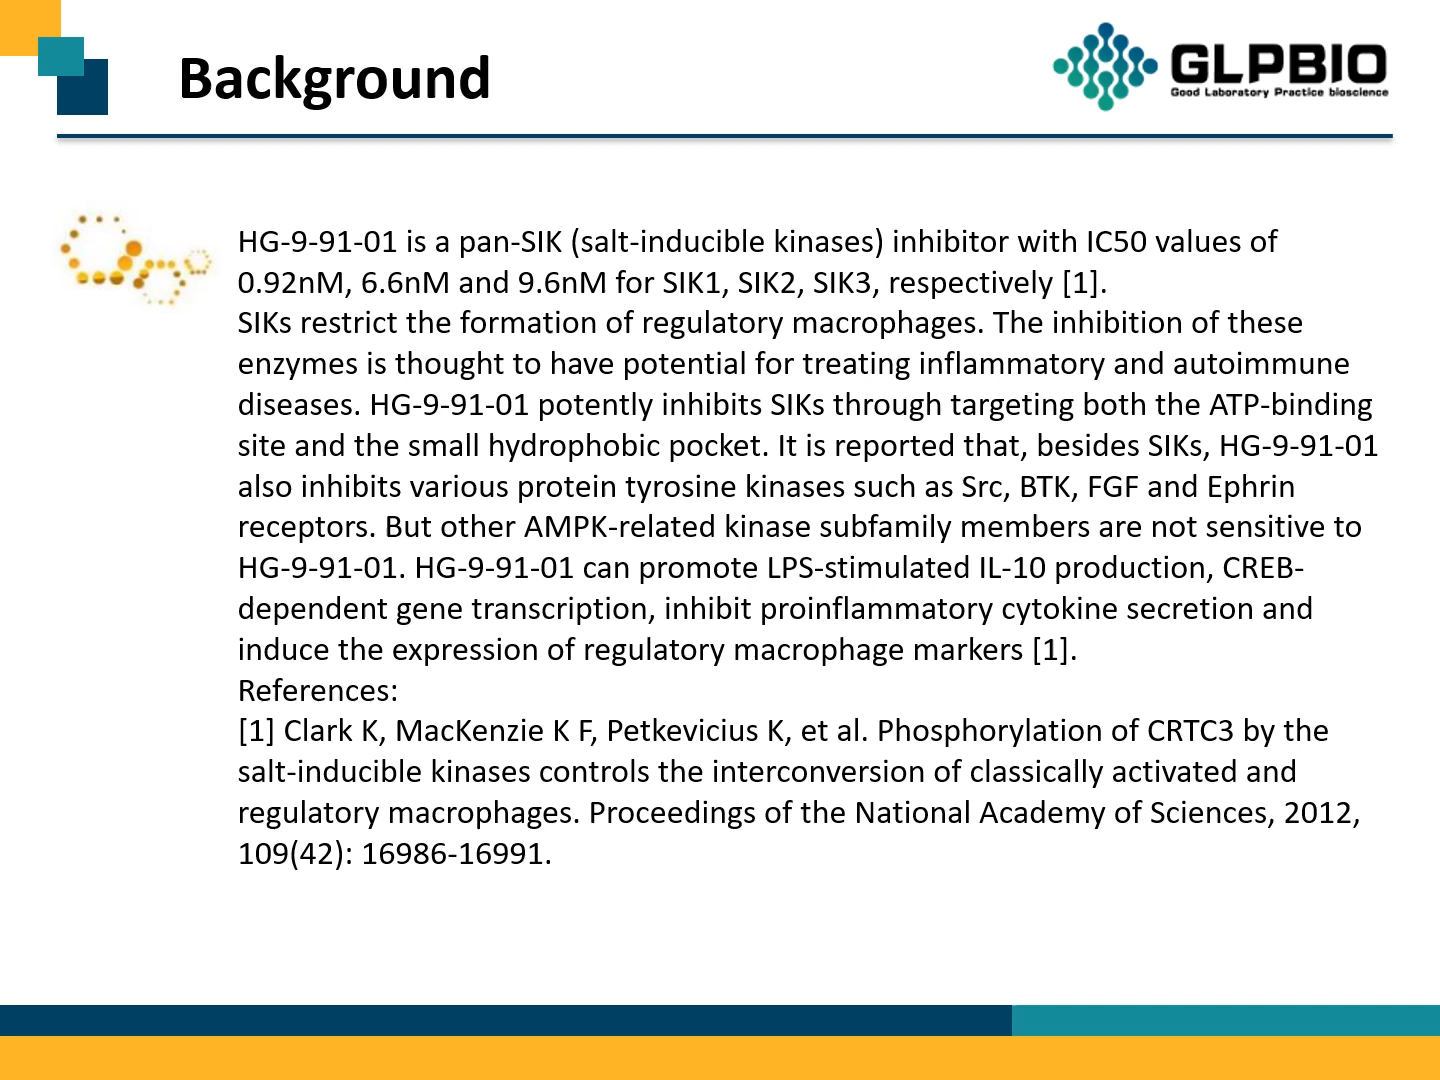 Background
GLPBIO
Good Laboratory Practice bioscience
HG-9-91-01 is a pan-SIK (salt-inducible kinases) inhibitor with IC50 values of
0.92nM, 6.6nM and 9.6nM for SIK1, SIK2, SIK3, respectively [1].
SIKs restrict the formation of regulatory macrophages. The inhibition of these
enzymes is thought to have potential for treating inflammatory and autoimmune
diseases. HG-9-91-01 potently inhibits SIKs through targeting both the ATP-binding
site and the small hydrophobic pocket. It is reported that, besides SIKs, HG-9-91-01
also inhibits various protein tyrosine kinases such as Src, BTK, FGF and Ephrin
receptors. But other AMPK-related kinase subfamily members are not sensitive to
HG-9-91-01. HG-9-91-01 can promote LPS-stimulated IL-10 production, CREB-
dependent gene transcription, inhibit proinflammatory cytokine secretion and
induce the expression of regulatory macrophage markers [1].
References:
[1] Clark K, MacKenzie K F, Petkevicius K, et al. Phosphorylation of CRTC3 by the
salt-inducible kinases controls the interconversion of classically activated and
regulatory macrophages. Proceedings of the National Academy of Sciences, 2012,
109(42): 16986-16991.